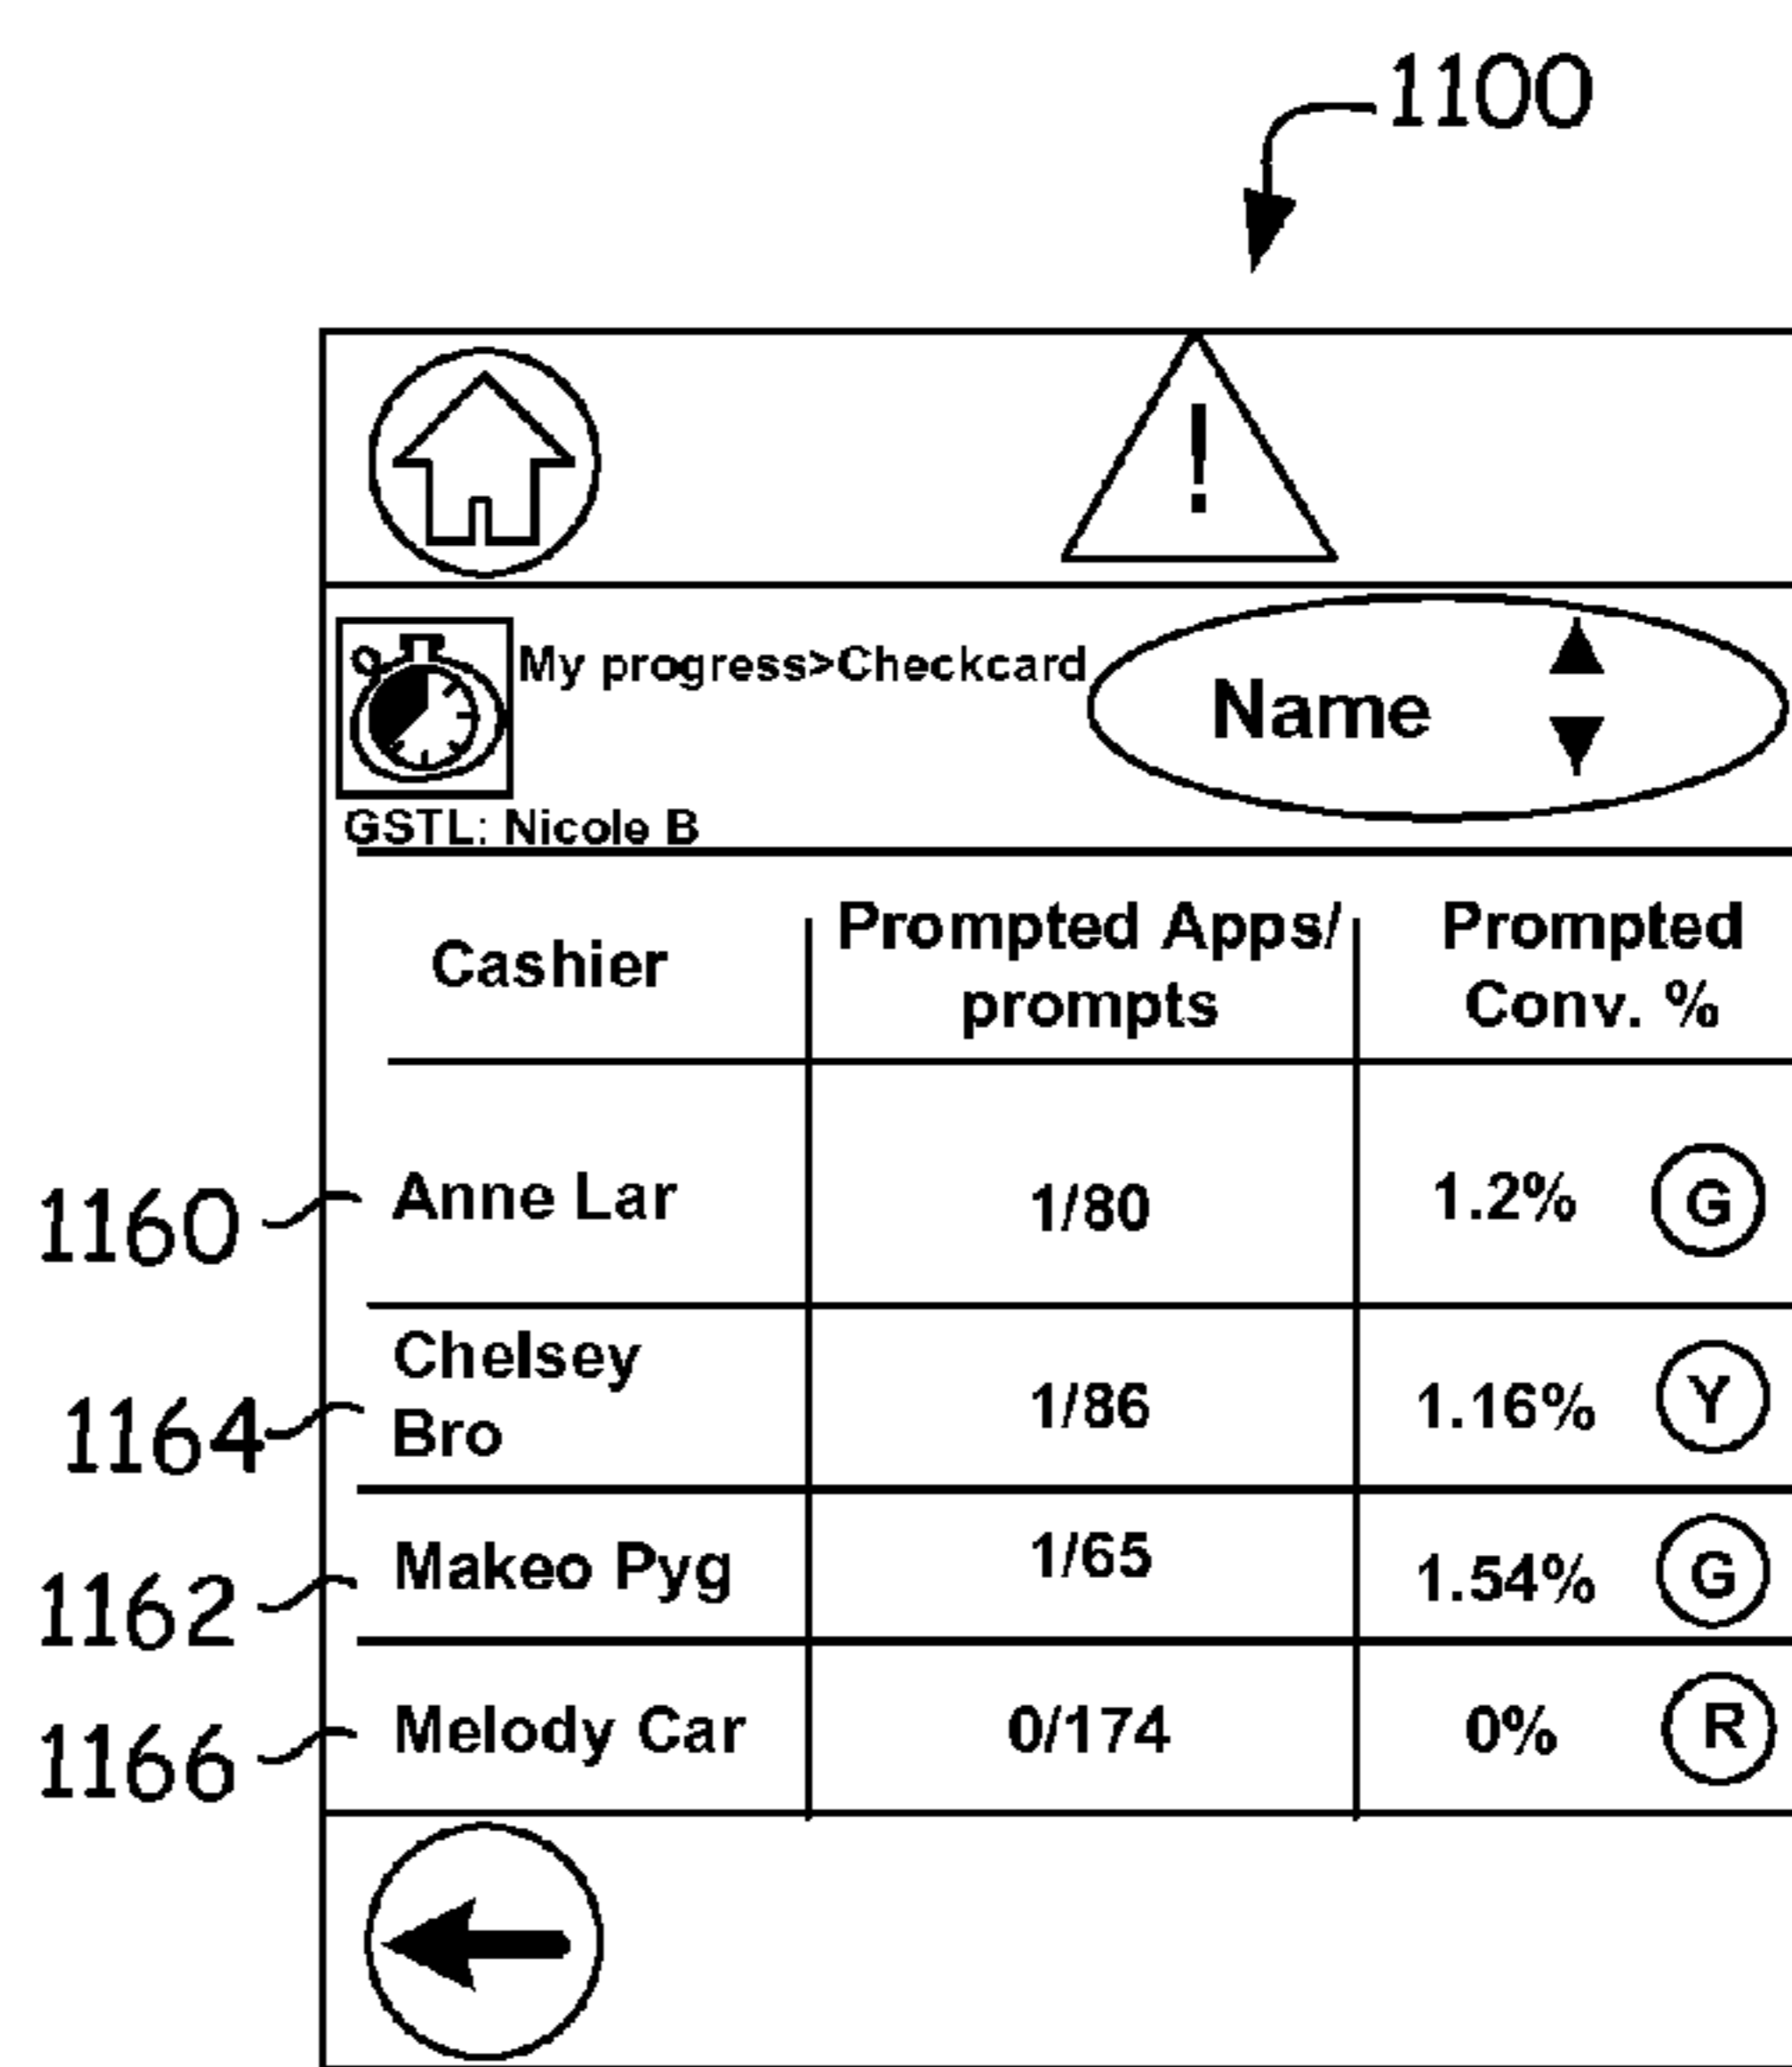 1100
!
My progress>Checkcard
Name
GSTL: Nicole B
Cashier
Prompted Apps/
prompts
Prompted
Conv. %
1160
Anne Lar
1/80
1.2%
G
1164
Chelsey
Bro
1/86
1.16%
Y
1162
Makeo Pyg
1/65
1.54%
G
1166
Melody Car
0/174
0%
R